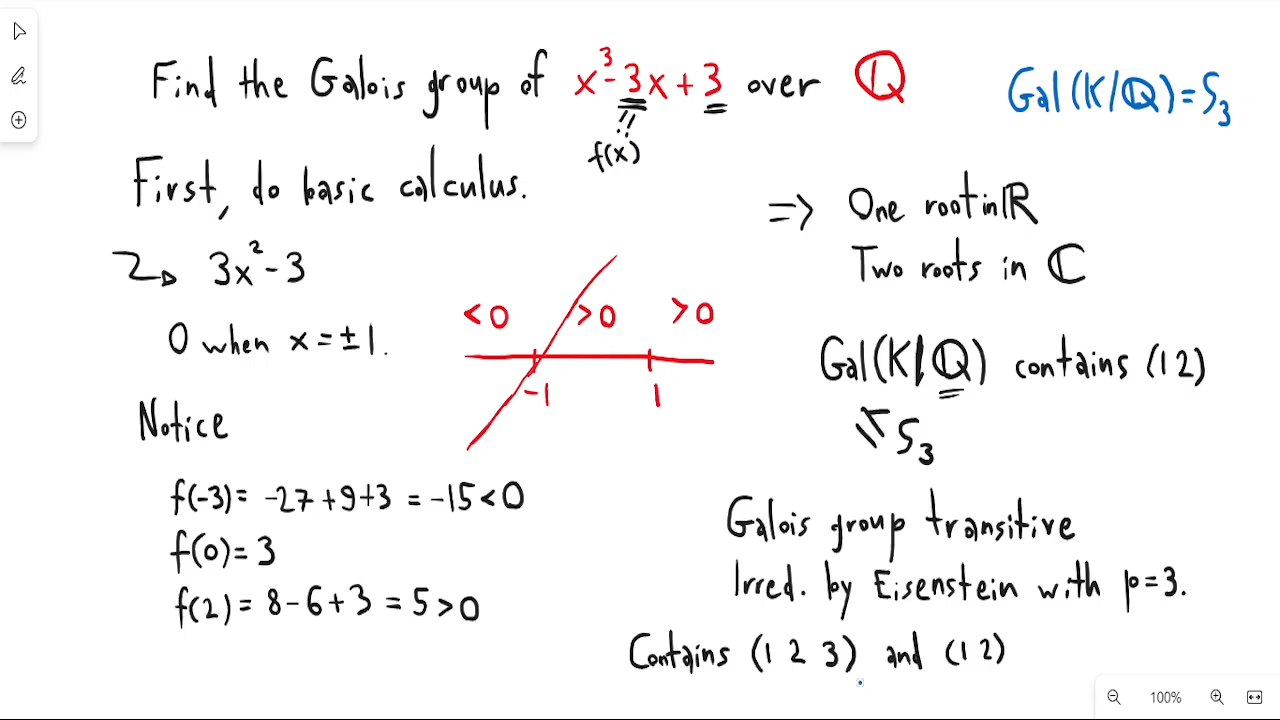 Find the Galois group of x³-3x+3 over ℚ
f(x)
First, do basic calculus.
3x²-3
0 when x=±1.
<0 >0 >0
-1 1
Notice
f(-3)= -27+9+3 = -15<0
f(0)=3
f(2)= 8-6+3 = 5>0
Gal(K/ℚ)=S₃
=> One root in ℝ
Two roots in ℂ
Gal(K/ℚ) contains (1 2)
S₃
Galois group transitive
Irred. by Eisenstein with p=3.
Contains (1 2 3) and (1 2)
100%